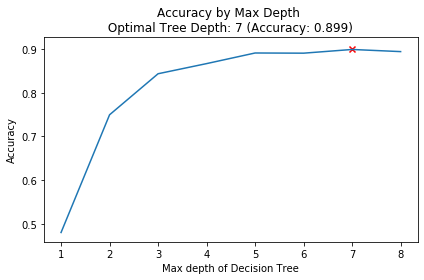 Accuracy by Max Depth
Optimal Tree Depth: 7 (Accuracy: 0.899)
Accuracy
0.9
0.8
0.7
0.6
0.5
1 2 3 4 5 6 7 8
Max depth of Decision Tree